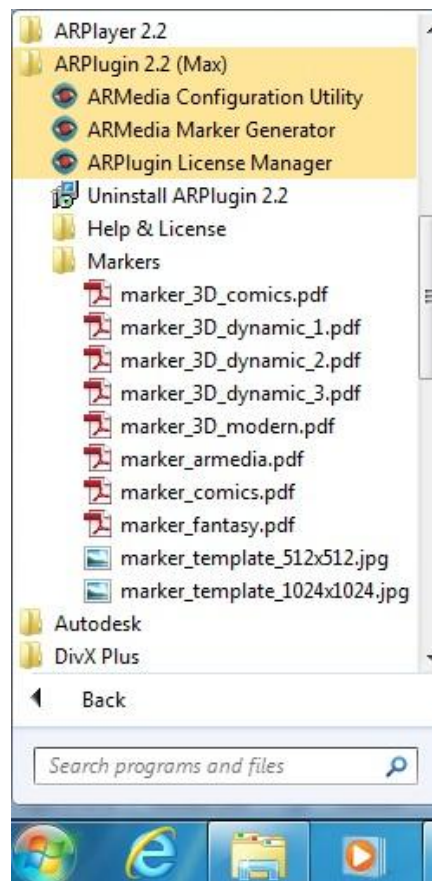 ARPlayer 2.2
ARPlugin 2.2 (Max)
ARMedia Configuration Utility
ARMedia Marker Generator
ARPlugin License Manager
Uninstall ARPlugin 2.2
Help & License
Markers
marker_3D_comics.pdf
marker_3D_dynamic_1.pdf
marker_3D_dynamic_2.pdf
marker_3D_dynamic_3.pdf
marker_3D_modern.pdf
marker_armedia.pdf
marker_comics.pdf
marker_fantasy.pdf
marker_template_512x512.jpg
marker_template_1024x1024.jpg
Autodesk
DivX Plus
Back
Search programs and files